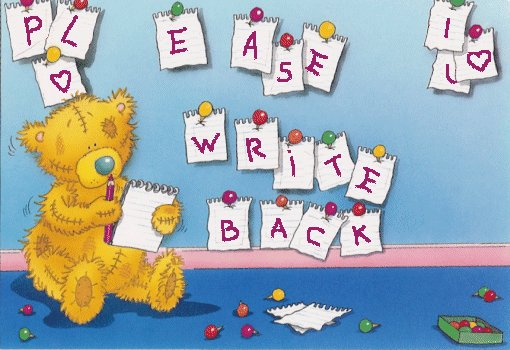 PLEASE I ♡
♡
WRiTE
BACK